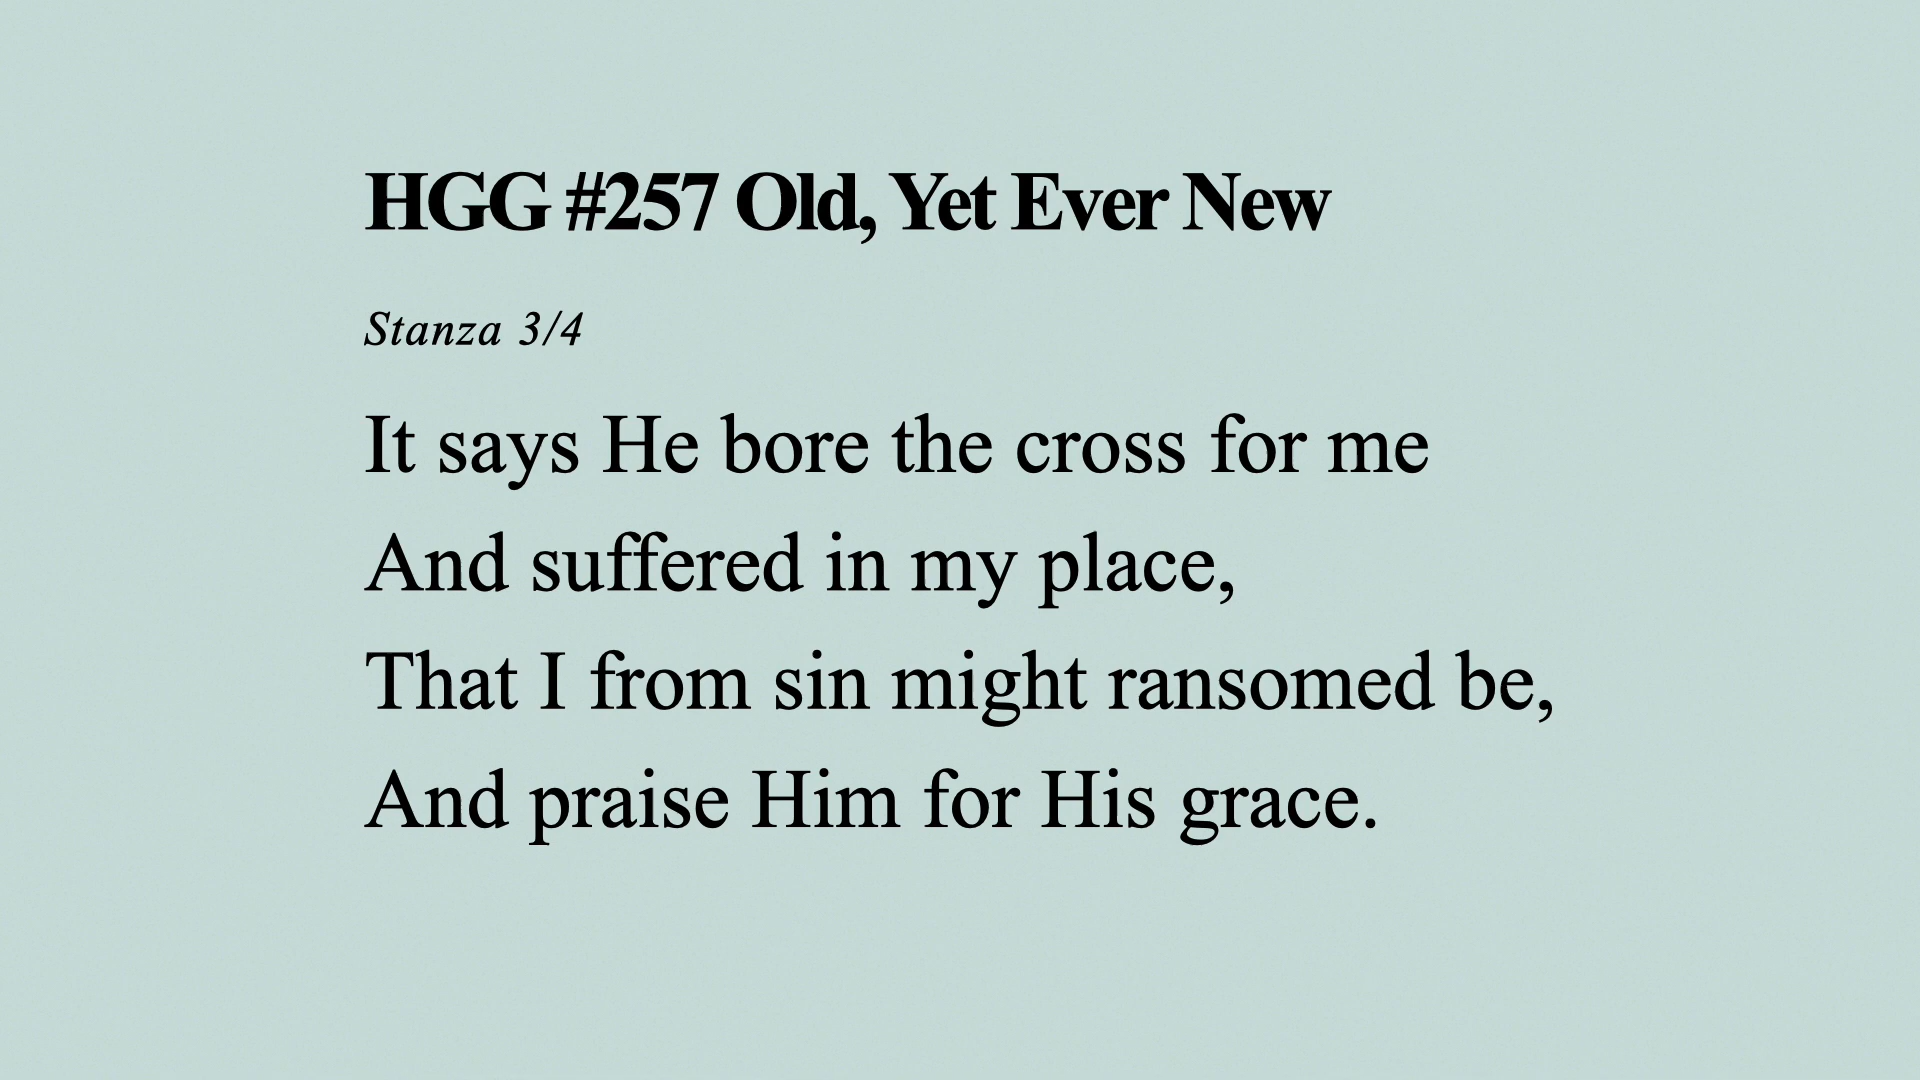 HGG #257 Old, Yet Ever New
Stanza 3/4
It says He bore the cross for me
And suffered in my place,
That I from sin might ransomed be,
And praise Him for His grace.